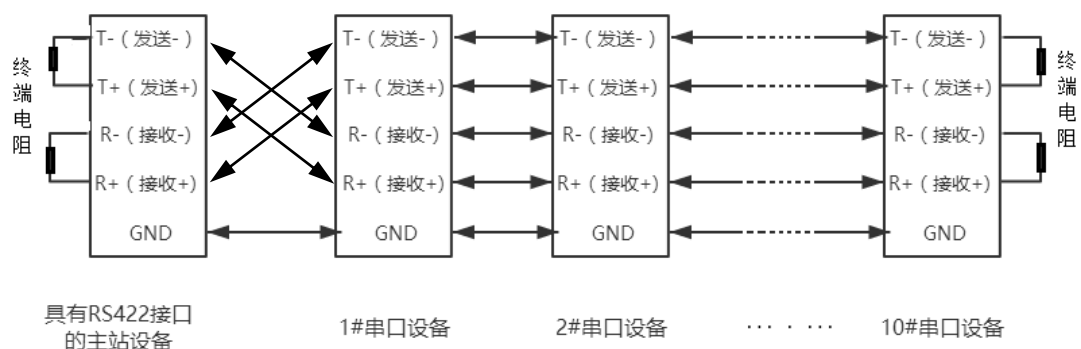 终端电阻
T-（发送-）
T+（发送+）
R-（接收-）
R+（接收+）
GND
T-（发送-）
T+（发送+）
R-（接收-）
R+（接收+）
GND
T-（发送-）
T+（发送+）
R-（接收-）
R+（接收+）
GND
T-（发送-）
T+（发送+）
R-（接收-）
R+（接收+）
GND
终端电阻
具有RS422接口
的主站设备
1#串口设备
2#串口设备
··· · ···
10#串口设备